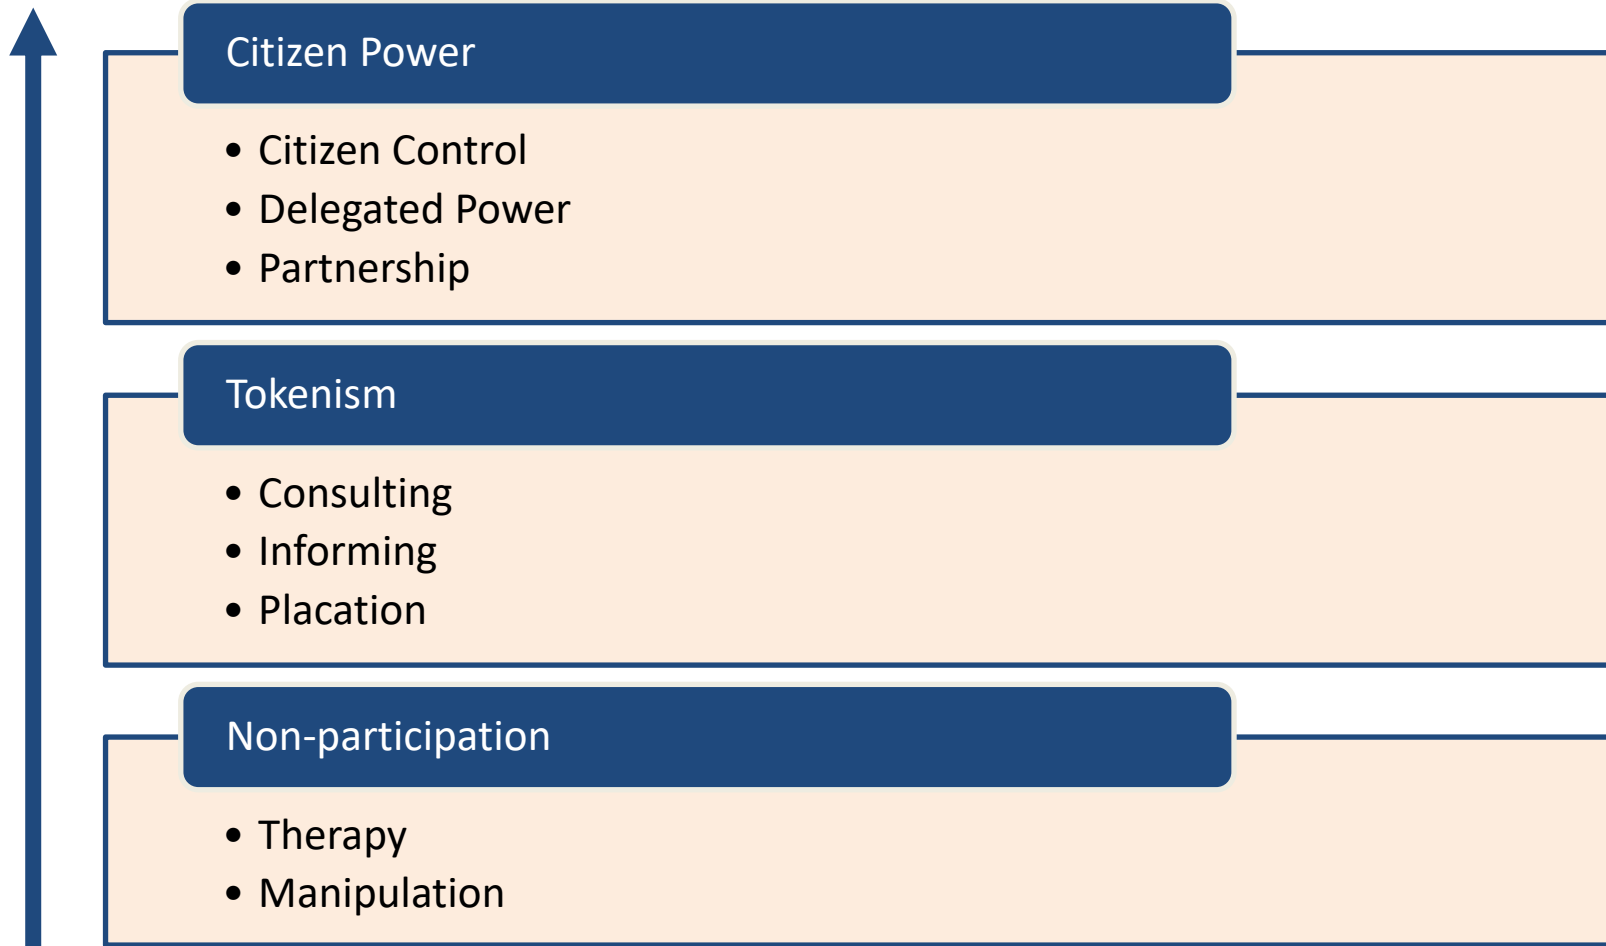 Citizen Power
• Citizen Control
• Delegated Power
• Partnership
Tokenism
• Consulting
• Informing
• Placation
Non-participation
• Therapy
• Manipulation